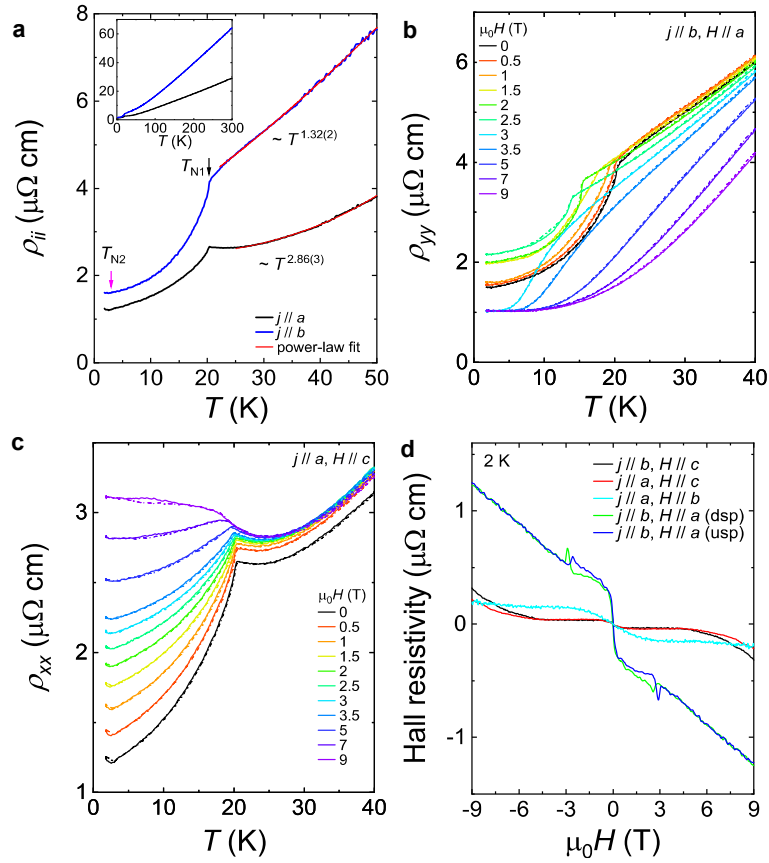 a
ρii (μΩ cm)
8
6
4
2
0
0
10
20
30
40
50
T (K)
60
40
20
0
0
100
200
300
T (K)
TN1
TN2
~ T^1.32(2)
~ T^2.86(3)
j // a
j // b
power-law fit
b
μ0H (T)
j // b, H // a
0
0.5
1
1.5
2
2.5
3
3.5
5
7
9
ρyy (μΩ cm)
6
4
2
0
0
10
20
30
40
T (K)
c
j // a, H // c
ρxx (μΩ cm)
3
2
1
0
10
20
30
40
T (K)
μ0H (T)
0
0.5
1
1.5
2
2.5
3
3.5
5
7
9
d
2 K
j // b, H // c
j // a, H // c
j // a, H // b
j // b, H // a (dsp)
j // b, H // a (usp)
Hall resistivity (μΩ cm)
1
0
-1
-9
-6
-3
0
3
6
9
μ0H (T)